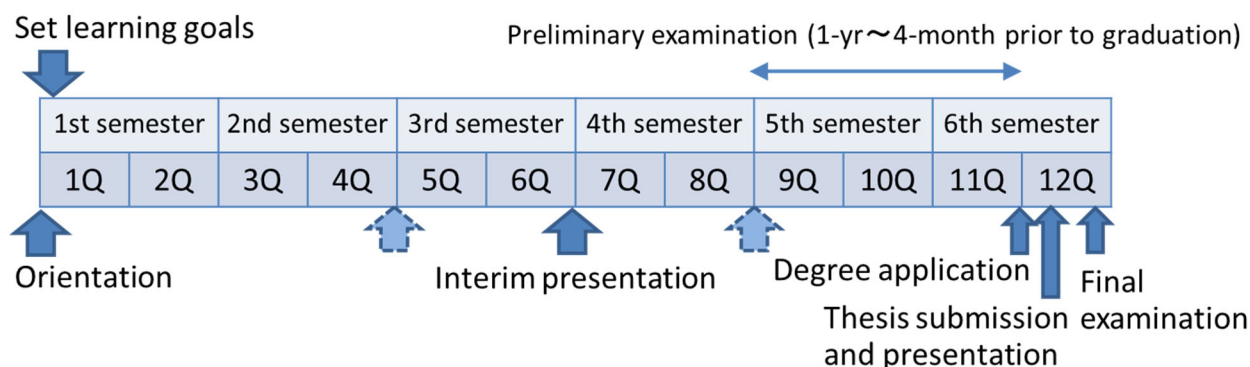 Set learning goals
Preliminary examination (1-yr～4-month prior to graduation)
1st semester 2nd semester 3rd semester 4th semester 5th semester 6th semester
1Q 2Q 3Q 4Q 5Q 6Q 7Q 8Q 9Q 10Q 11Q 12Q
Orientation
Interim presentation
Degree application
Thesis submission
and presentation
Final
examination